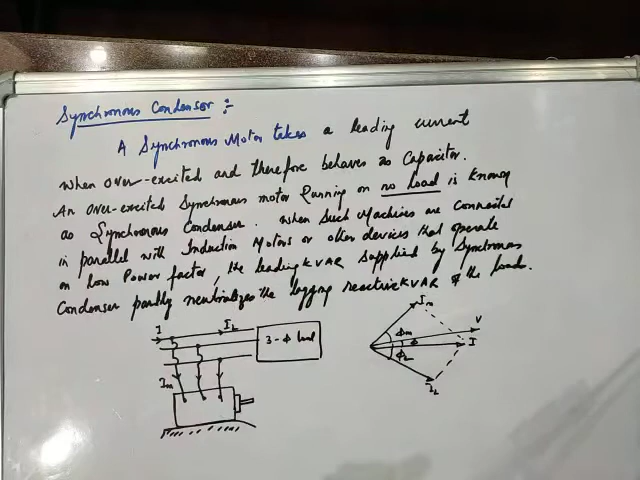 Synchronous Condensor :-
A Synchronous Motor takes a leading current
when over-excited and therefore behaves as Capacitor.
An over-excited Synchronous motor running on no load is known
as Synchronous Condenser. When Such Machines are connected
in parallel with Induction Motors or other devices that operate
on low Power factor, the leading KVAR supplied by Synchronous
Condenser partly neutralizes the lagging reactive KVAR of the loads.
I IL
3-ϕ load
Im
Im
V
ϕm
ϕ I
ϕL
IL